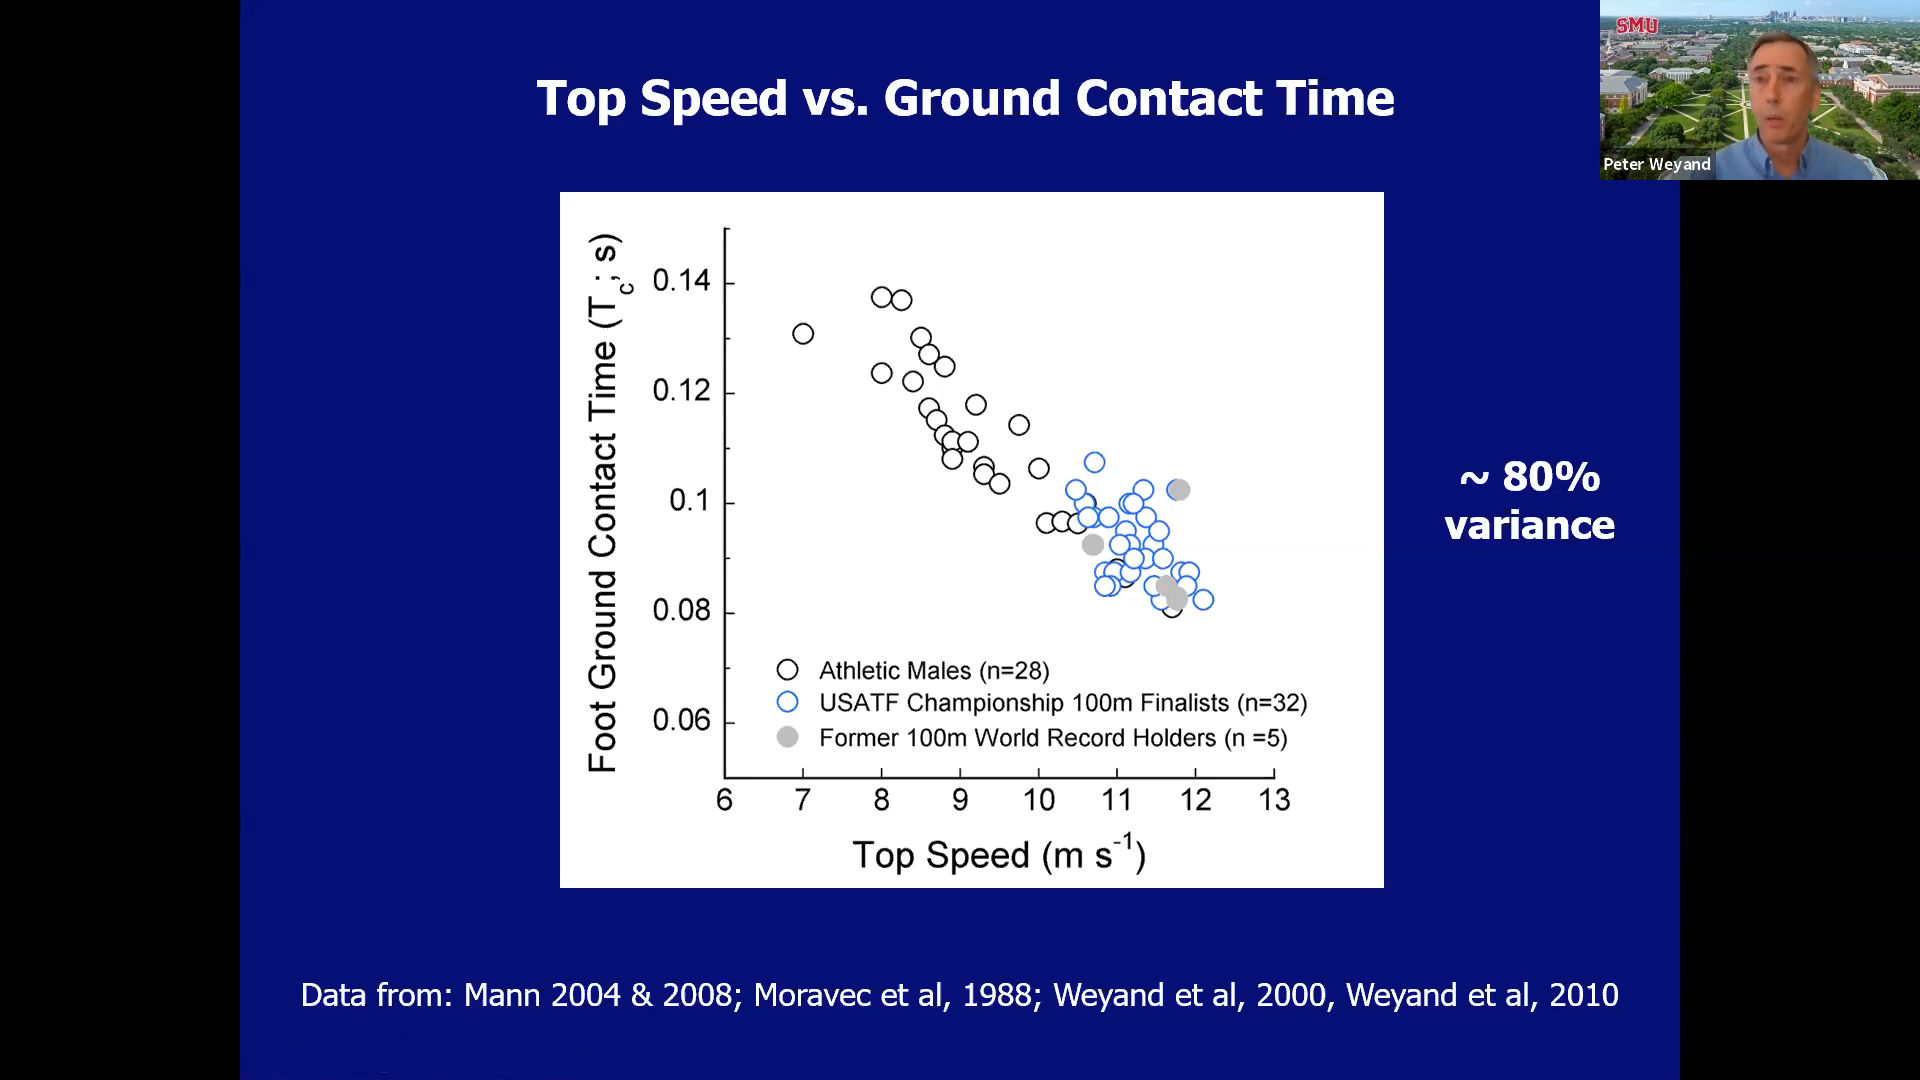 SMU
Peter Weyand
Top Speed vs. Ground Contact Time
Foot Ground Contact Time (Tc; s)
0.14
0.12
0.1
0.08
0.06
Athletic Males (n=28)
USATF Championship 100m Finalists (n=32)
Former 100m World Record Holders (n =5)
6 7 8 9 10 11 12 13
Top Speed (m s-1)
~ 80%
variance
Data from: Mann 2004 & 2008; Moravec et al, 1988; Weyand et al, 2000, Weyand et al, 2010